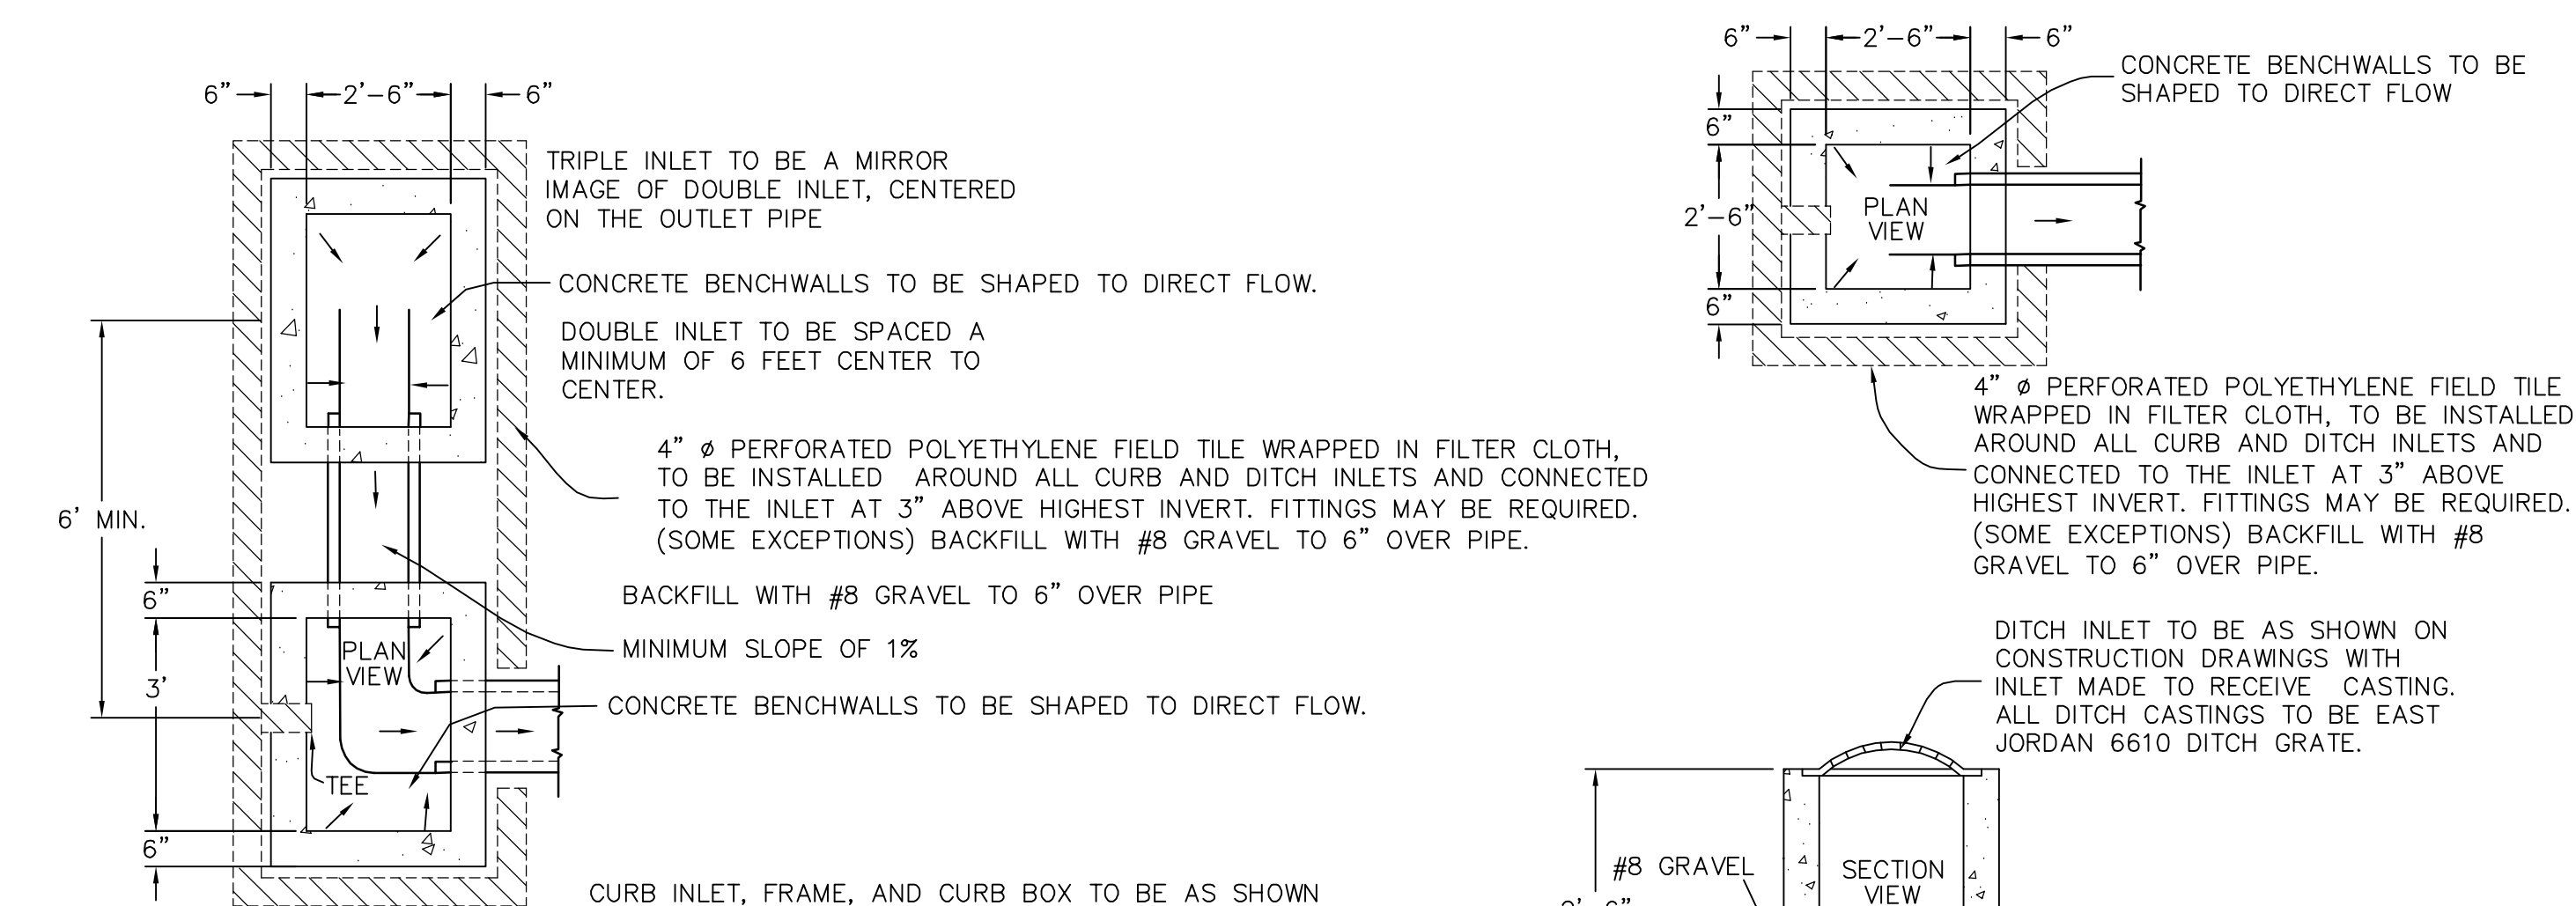 6" 2'-6" 6"
TRIPLE INLET TO BE A MIRROR
IMAGE OF DOUBLE INLET, CENTERED
ON THE OUTLET PIPE
CONCRETE BENCHWALLS TO BE SHAPED TO DIRECT FLOW.
DOUBLE INLET TO BE SPACED A
MINIMUM OF 6 FEET CENTER TO
CENTER.
4" ø PERFORATED POLYETHYLENE FIELD TILE WRAPPED IN FILTER CLOTH,
TO BE INSTALLED AROUND ALL CURB AND DITCH INLETS AND CONNECTED
TO THE INLET AT 3" ABOVE HIGHEST INVERT. FITTINGS MAY BE REQUIRED.
(SOME EXCEPTIONS) BACKFILL WITH #8 GRAVEL TO 6" OVER PIPE.
6' MIN.
6"
BACKFILL WITH #8 GRAVEL TO 6" OVER PIPE
MINIMUM SLOPE OF 1%
PLAN
VIEW
3'
CONCRETE BENCHWALLS TO BE SHAPED TO DIRECT FLOW.
TEE
6"
CURB INLET, FRAME, AND CURB BOX TO BE AS SHOWN
6" 2'-6" 6"
CONCRETE BENCHWALLS TO BE
SHAPED TO DIRECT FLOW
6"
2'-6"
PLAN
VIEW
6"
4" ø PERFORATED POLYETHYLENE FIELD TILE
WRAPPED IN FILTER CLOTH, TO BE INSTALLED
AROUND ALL CURB AND DITCH INLETS AND
CONNECTED TO THE INLET AT 3" ABOVE
HIGHEST INVERT. FITTINGS MAY BE REQUIRED.
(SOME EXCEPTIONS) BACKFILL WITH #8
GRAVEL TO 6" OVER PIPE.
DITCH INLET TO BE AS SHOWN ON
CONSTRUCTION DRAWINGS WITH
INLET MADE TO RECEIVE CASTING.
ALL DITCH CASTINGS TO BE EAST
JORDAN 6610 DITCH GRATE.
#8 GRAVEL
SECTION
VIEW